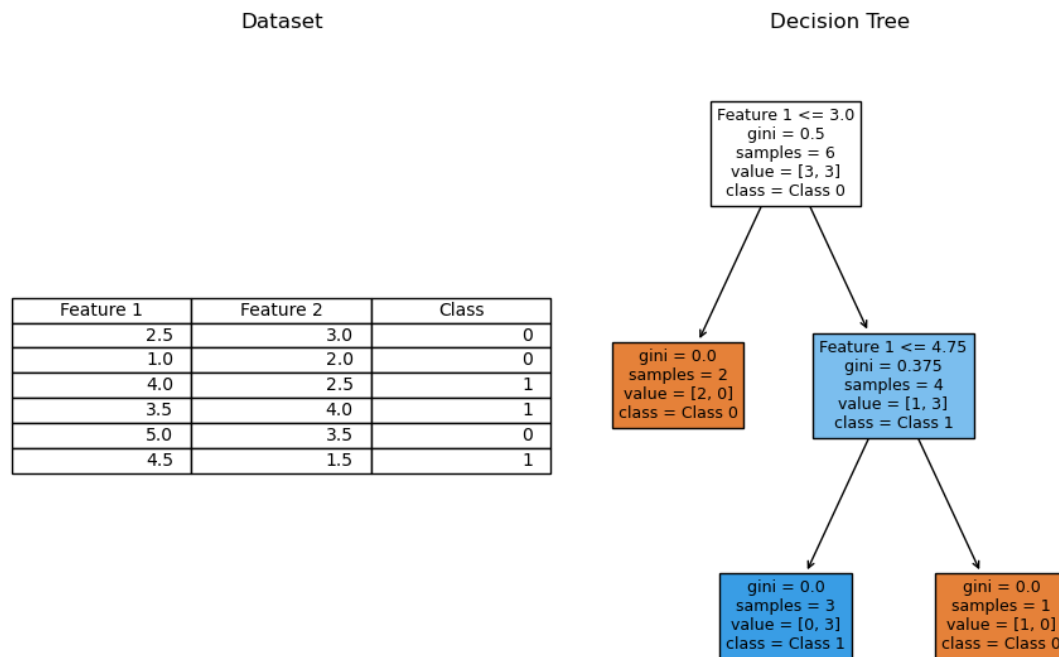 Dataset
Feature 1 Feature 2 Class
2.5 3.0 0
1.0 2.0 0
4.0 2.5 1
3.5 4.0 1
5.0 3.5 0
4.5 1.5 1
Decision Tree
Feature 1 <= 3.0
gini = 0.5
samples = 6
value = [3, 3]
class = Class 0
gini = 0.0
samples = 2
value = [2, 0]
class = Class 0
Feature 1 <= 4.75
gini = 0.375
samples = 4
value = [1, 3]
class = Class 1
gini = 0.0
samples = 3
value = [0, 3]
class = Class 1
gini = 0.0
samples = 1
value = [1, 0]
class = Class 0